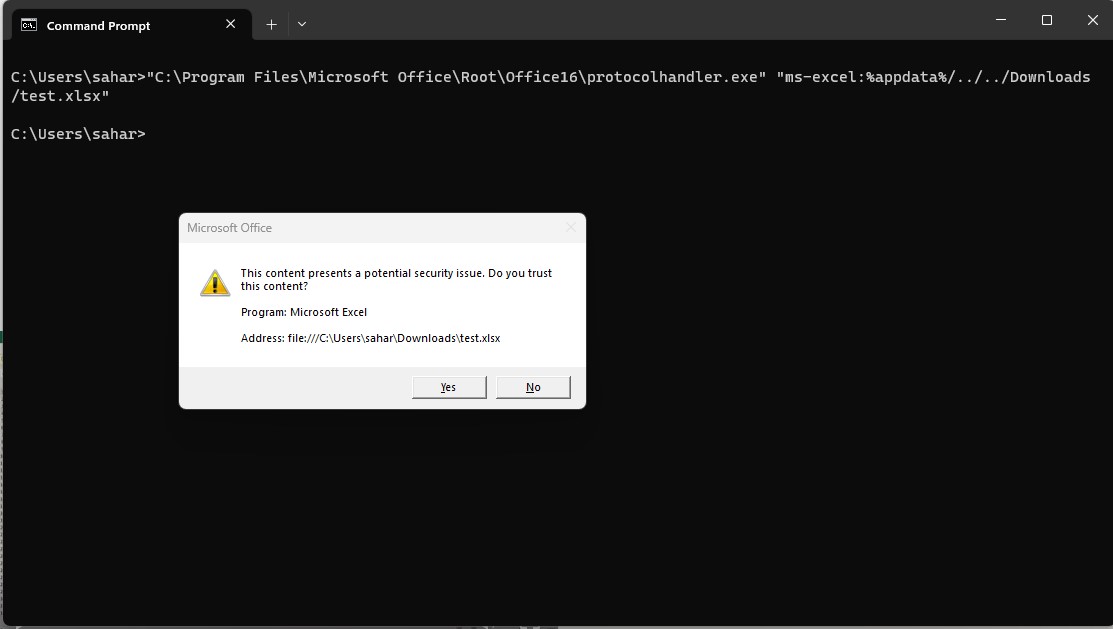 Command Prompt
C:\Users\sahar>"C:\Program Files\Microsoft Office\Root\Office16\protocolhandler.exe" "ms-excel:%appdata%/../../Downloads
/test.xlsx"
C:\Users\sahar>
Microsoft Office
This content presents a potential security issue. Do you trust
this content?
Program: Microsoft Excel
Address: file:///C:\Users\sahar\Downloads\test.xlsx
Yes No